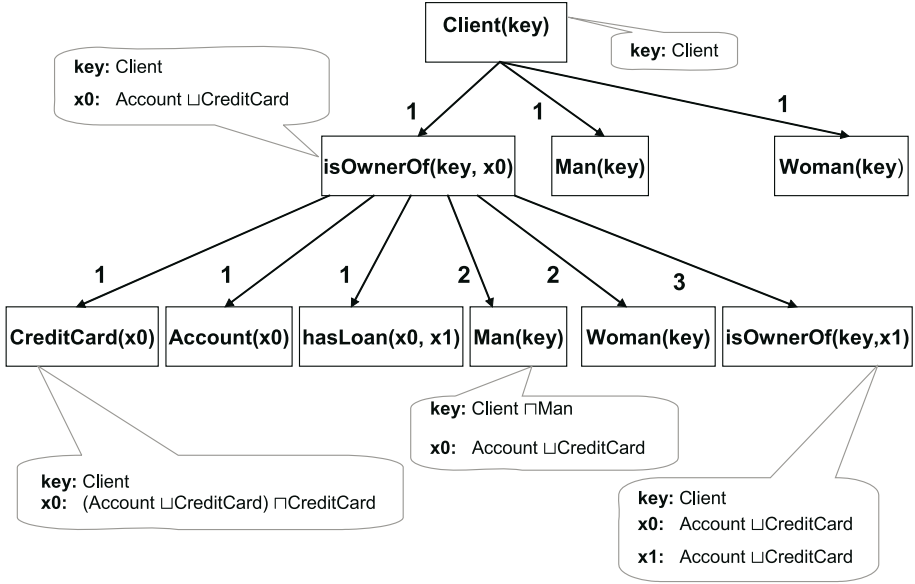 Client(key)
key: Client
key: Client
x0: Account ⊔CreditCard
1
1
1
isOwnerOf(key, x0)
Man(key)
Woman(key)
1
1
1
2
2
3
CreditCard(x0)
Account(x0)
hasLoan(x0, x1)
Man(key)
Woman(key)
isOwnerOf(key,x1)
key: Client ⊓Man
x0: Account ⊔CreditCard
key: Client
x0: (Account ⊔CreditCard) ⊓CreditCard
key: Client
x0: Account ⊔CreditCard
x1: Account ⊔CreditCard